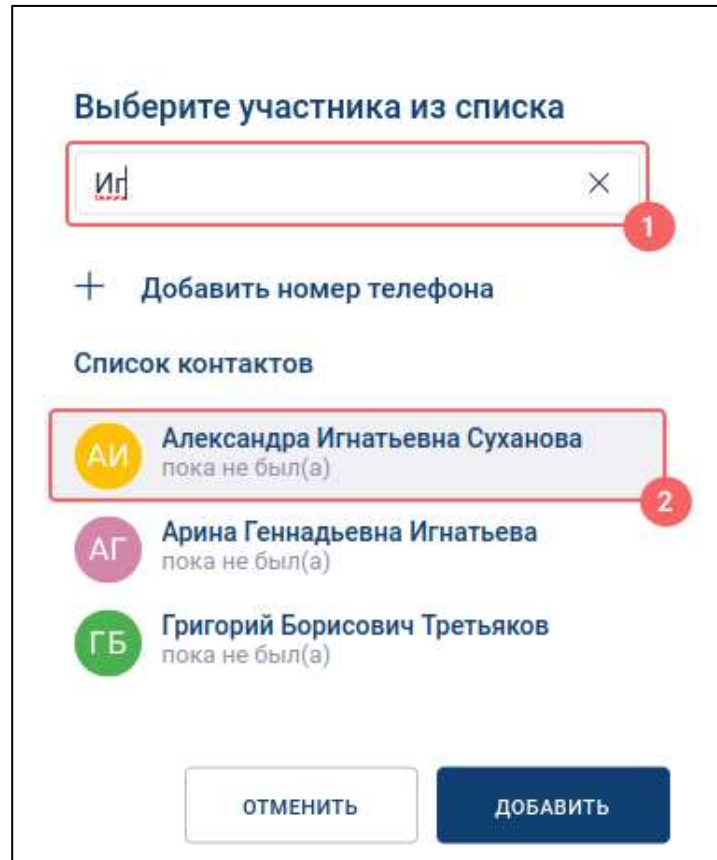 Выберите участника из списка
Иг
1
Добавить номер телефона
Список контактов
АИ
Александра Игнатьевна Суханова
пока не был(а)
2
АГ
Арина Геннадьевна Игнатьева
пока не был(а)
ГБ
Григорий Борисович Третьяков
пока не был(а)
ОТМЕНИТЬ
ДОБАВИТЬ